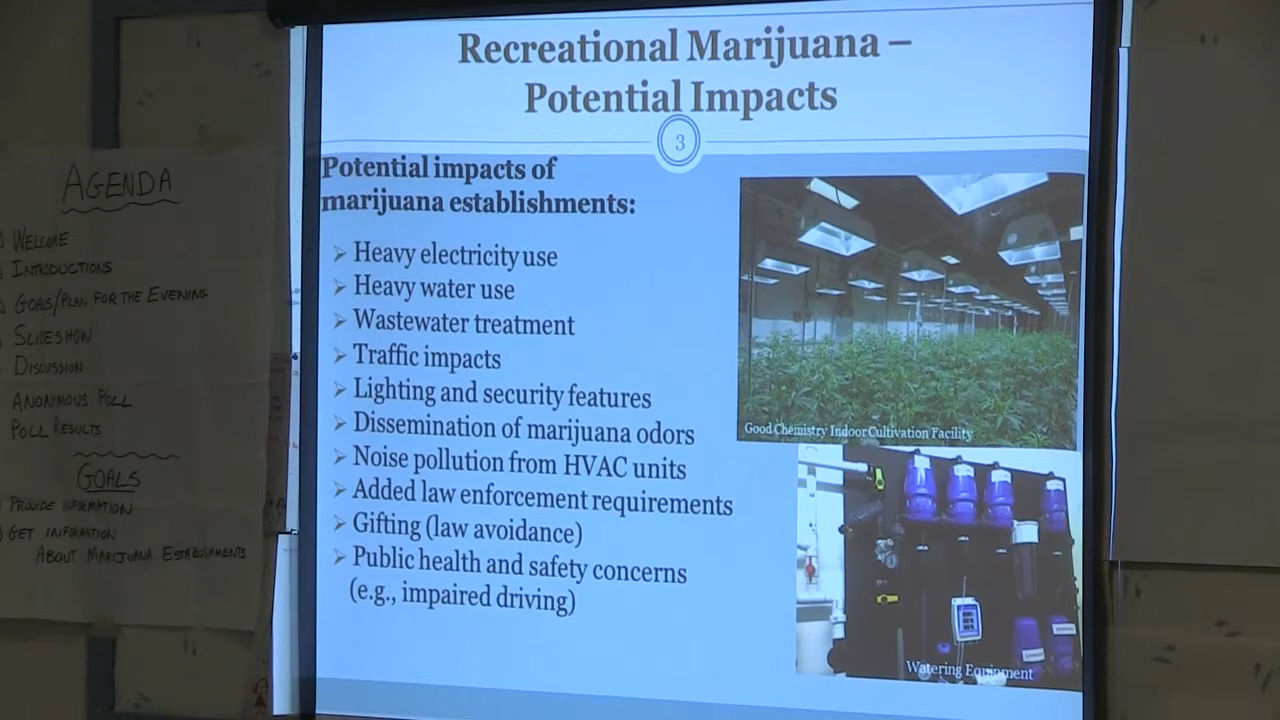 AGENDA
WELCOME
INTRODUCTIONS
GOALS/PLAN FOR THE EVENING
SLIDESHOW
DISCUSSION
ANONIMOUS POLL
POLL RESULTS
GOALS
PROVIDE INFORMATION
GET INFORMATION
ABOUT MARIJUANA ESTABLISHMENTS
Recreational Marijuana –
Potential Impacts
3
Potential impacts of
marijuana establishments:
Heavy electricity use
Heavy water use
Wastewater treatment
Traffic impacts
Lighting and security features
Dissemination of marijuana odors
Noise pollution from HVAC units
Added law enforcement requirements
Gifting (law avoidance)
Public health and safety concerns
(e.g., impaired driving)
Good Chemistry Indoor Cultivation Facility
Watering Equipment